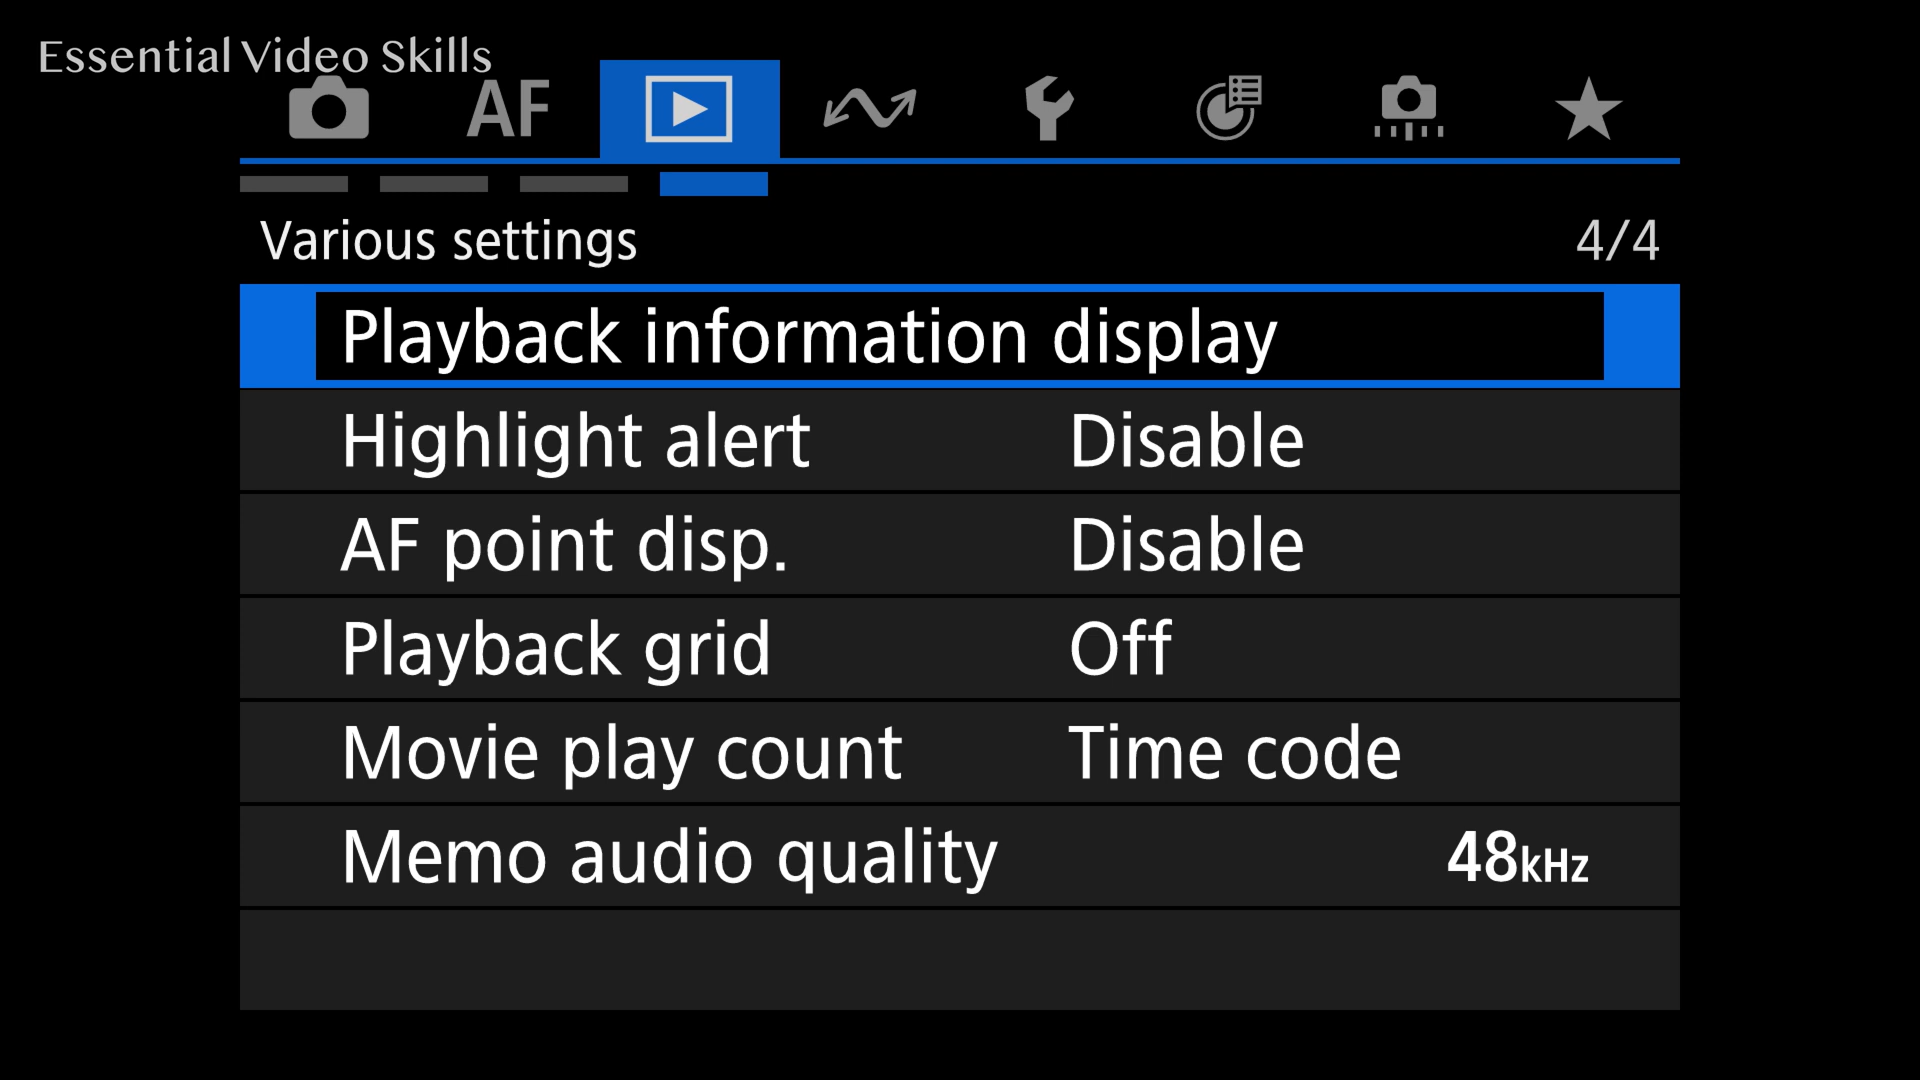 Essential Video Skills
AF
Various settings 4/4
Playback information display
Highlight alert Disable
AF point disp. Disable
Playback grid Off
Movie play count Time code
Memo audio quality 48kHz